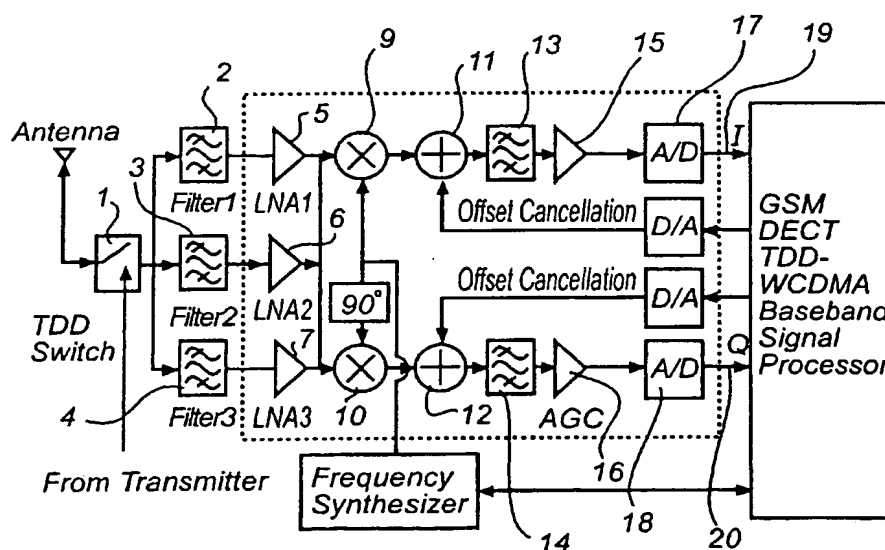 17
19
9
11
13
15
2
5
Antenna
I
A/D
3
Filter1
LNA1
Offset Cancellation
D/A
1
6
GSM
DECT
TDD-
WCDMA
Baseband
Signal
Processor
Offset Cancellation
D/A
Filter2
LNA2
90°
TDD
Switch
7
Q
A/D
4
Filter3
LNA3
10
12
AGC
16
From Transmitter
Frequency
Synthesizer
14
18
20